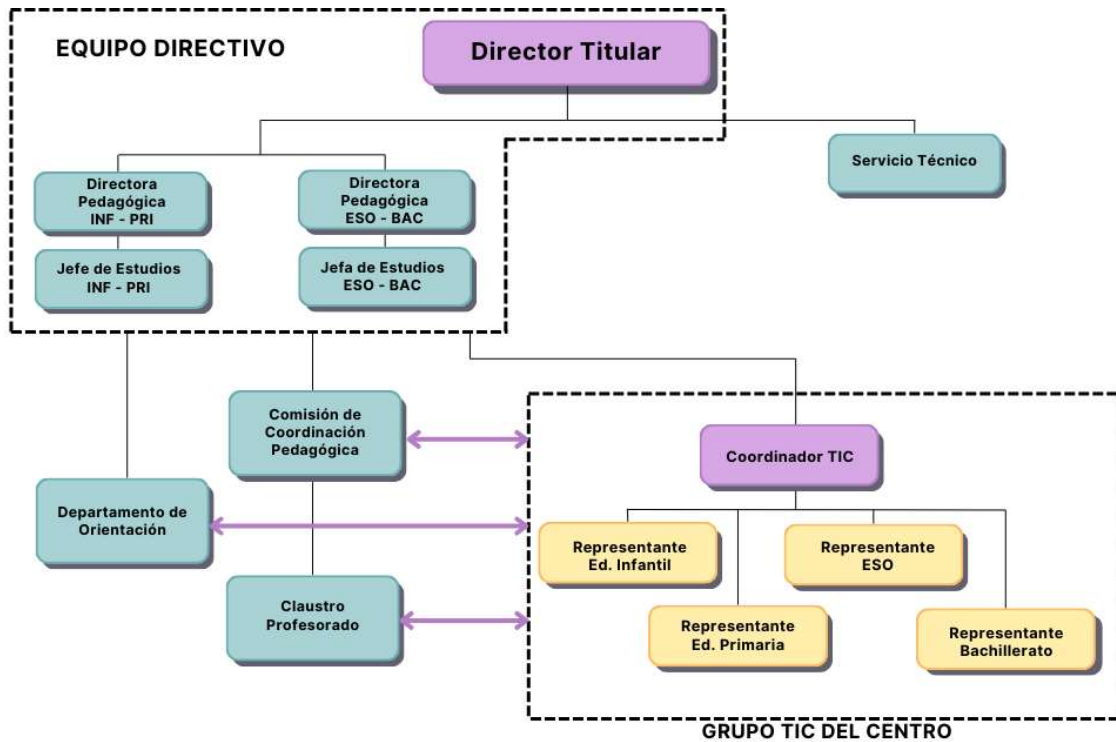 EQUIPO DIRECTIVO
Director Titular
Servicio Técnico
Directora
Pedagógica
INF - PRI
Directora
Pedagógica
ESO - BAC
Jefe de Estudios
INF - PRI
Jefa de Estudios
ESO - BAC
Comisión de
Coordinación
Pedagógica
Coordinador TIC
Departamento de
Orientación
Representante
Ed. Infantil
Representante
ESO
Claustro
Profesorado
Representante
Ed. Primaria
Representante
Bachillerato
GRUPO TIC DEL CENTRO